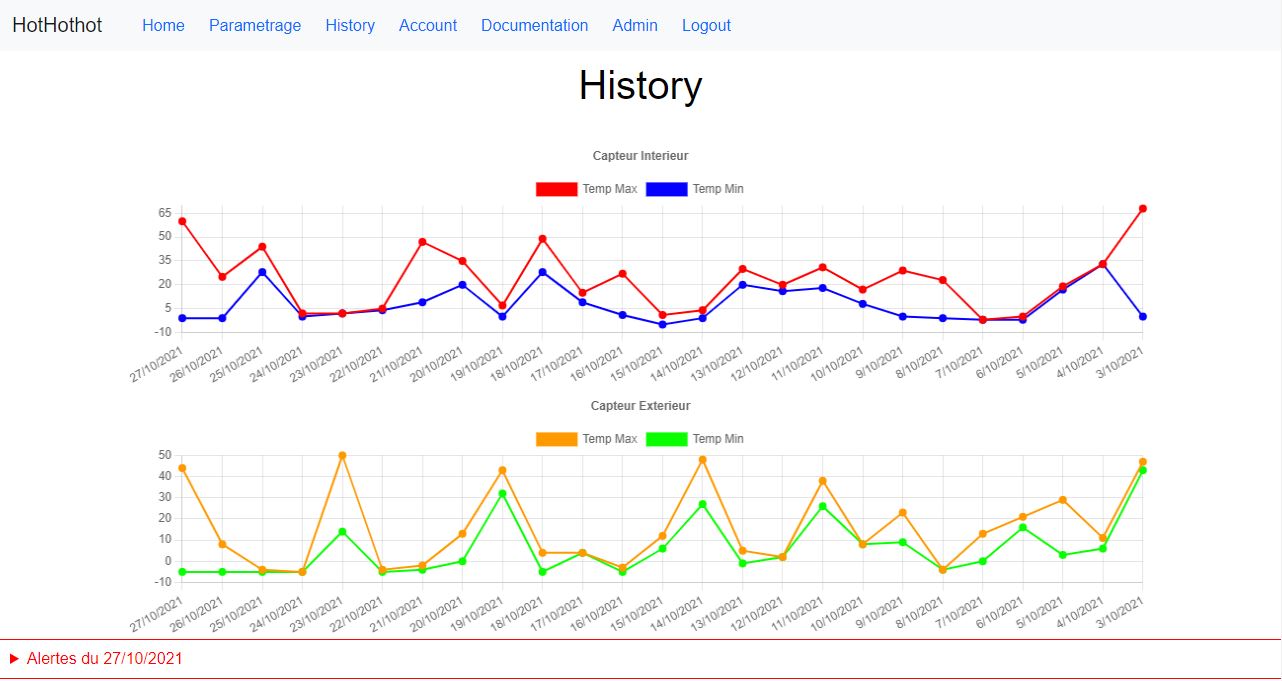 HotHothot Home Parametrage History Account Documentation Admin Logout
History
Capteur Interieur
Temp Max Temp Min
65
50
35
20
5
-10
27/10/2021 26/10/2021 25/10/2021 24/10/2021 23/10/2021 22/10/2021 21/10/2021 20/10/2021 19/10/2021 18/10/2021 17/10/2021 16/10/2021 15/10/2021 14/10/2021 13/10/2021 12/10/2021 11/10/2021 10/10/2021 9/10/2021 8/10/2021 7/10/2021 6/10/2021 5/10/2021 4/10/2021 3/10/2021
Capteur Exterieur
Temp Max Temp Min
50
40
30
20
10
0
-10
27/10/2021 26/10/2021 25/10/2021 24/10/2021 23/10/2021 22/10/2021 21/10/2021 20/10/2021 19/10/2021 18/10/2021 17/10/2021 16/10/2021 15/10/2021 14/10/2021 13/10/2021 12/10/2021 11/10/2021 10/10/2021 9/10/2021 8/10/2021 7/10/2021 6/10/2021 5/10/2021 4/10/2021 3/10/2021
Alertes du 27/10/2021